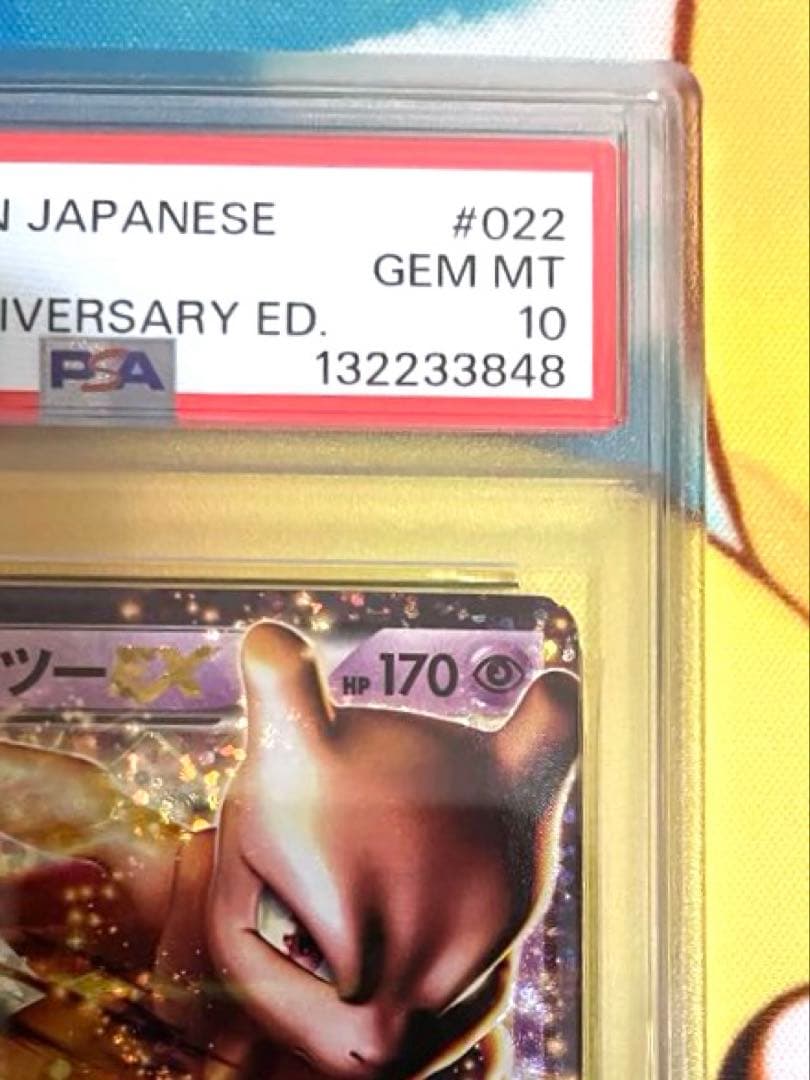 N JAPANESE #022
GEM MT
IVERSARY ED. 10
PSA 132233848
ツーEX HP 170